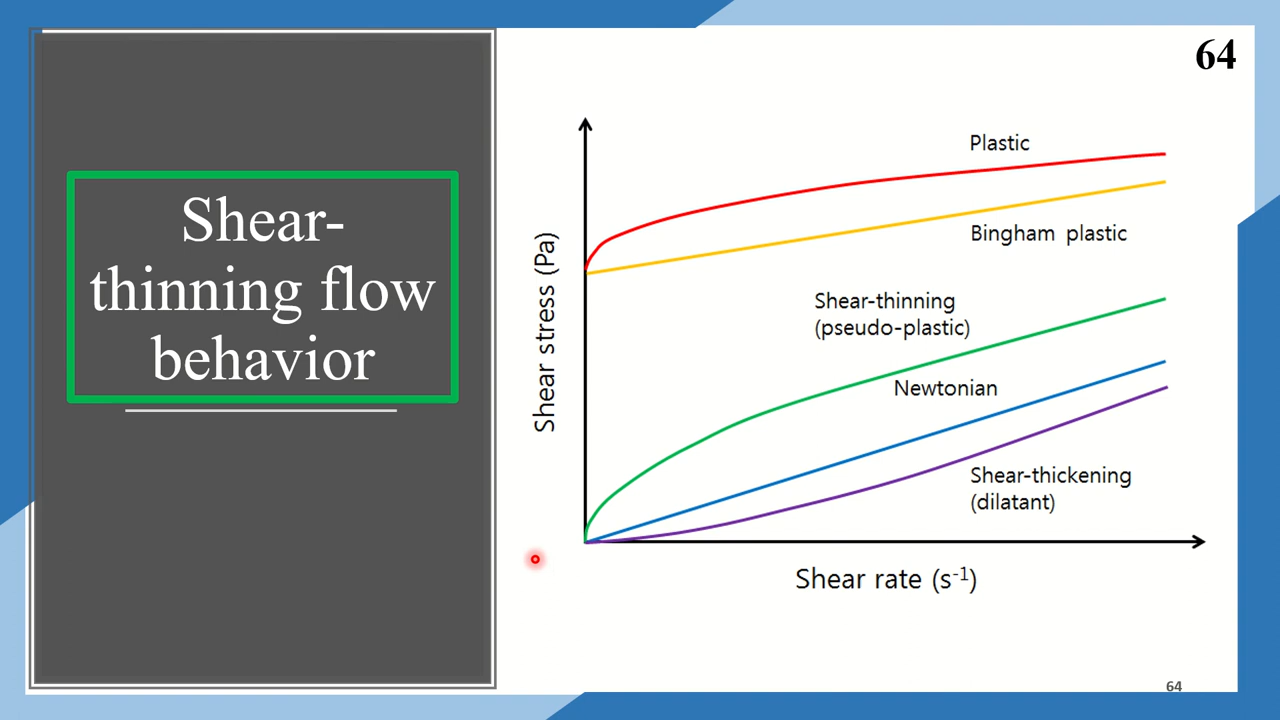 64
Shear-
thinning flow
behavior
Shear stress (Pa)
Plastic
Bingham plastic
Shear-thinning
(pseudo-plastic)
Newtonian
Shear-thickening
(dilatant)
Shear rate (s⁻¹)
64